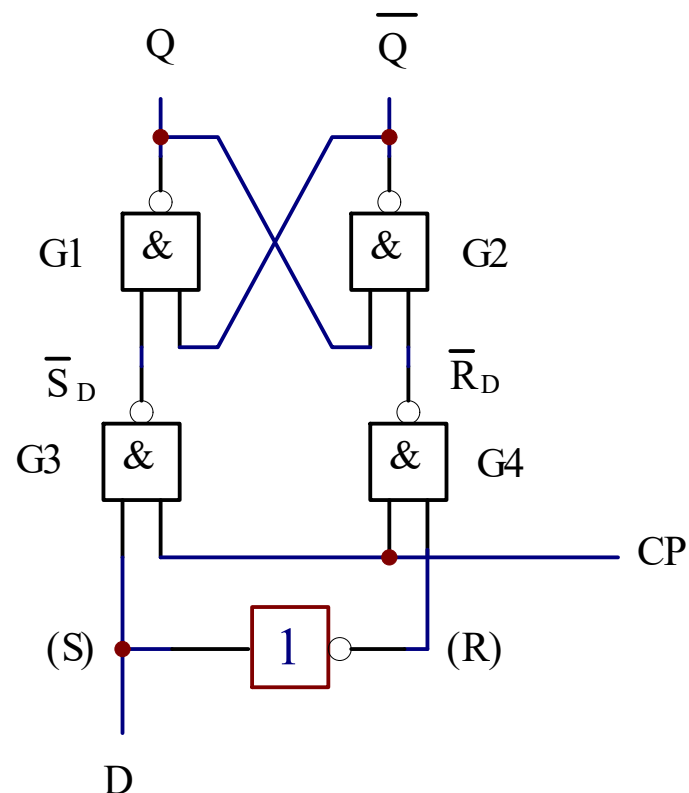 Q Q̅
G1 & & G2
S̅D R̅D
G3 & & G4
CP
(S) 1 (R)
D